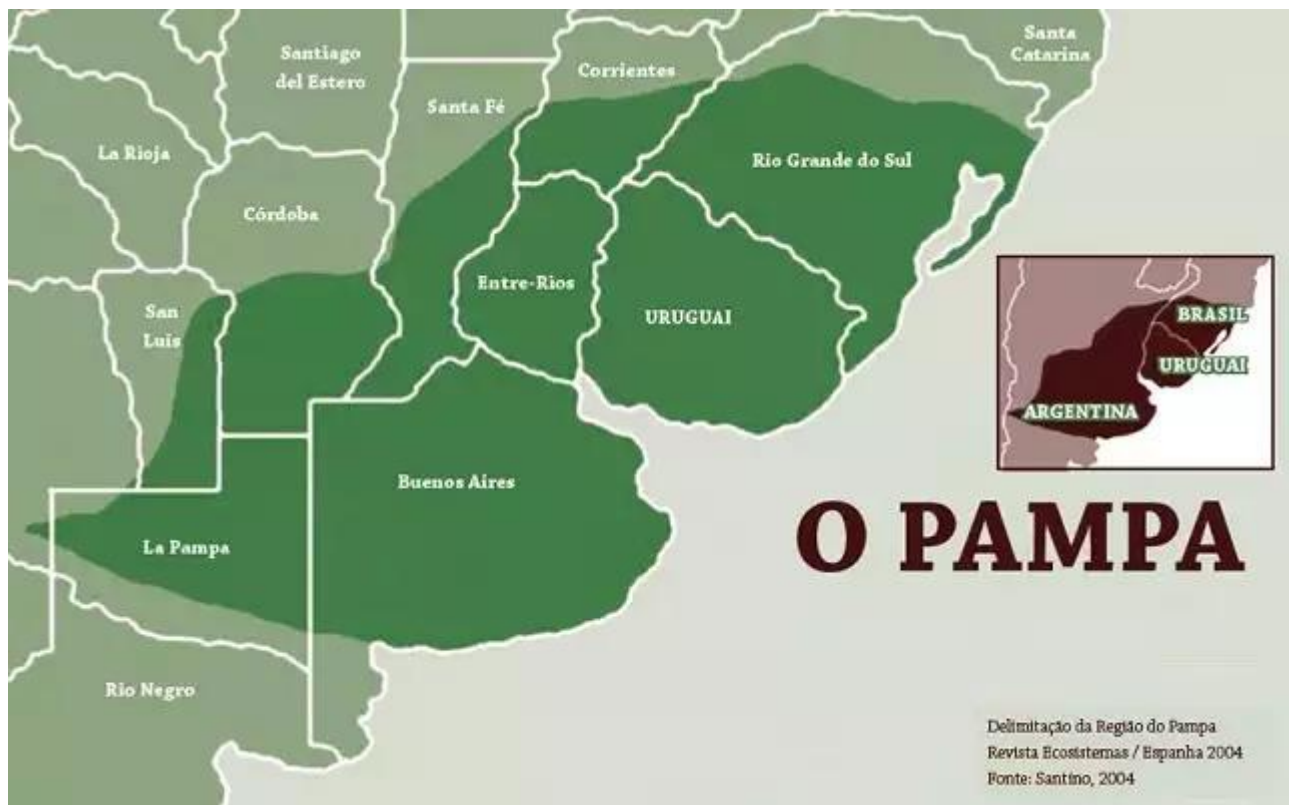 Santa
Catarina
Santiago
del Estero
Corrientes
Santa Fé
La Rioja
Rio Grande do Sul
Córdoba
Entre-Rios
San
Luís
URUGUAI
BRASIL
URUGUAI
ARGENTINA
Buenos Aires
O PAMPA
La Pampa
Rio Negro
Delimitação da Região do Pampa
Revista Ecosistemas / Espanha 2004
Fonte: Santino, 2004